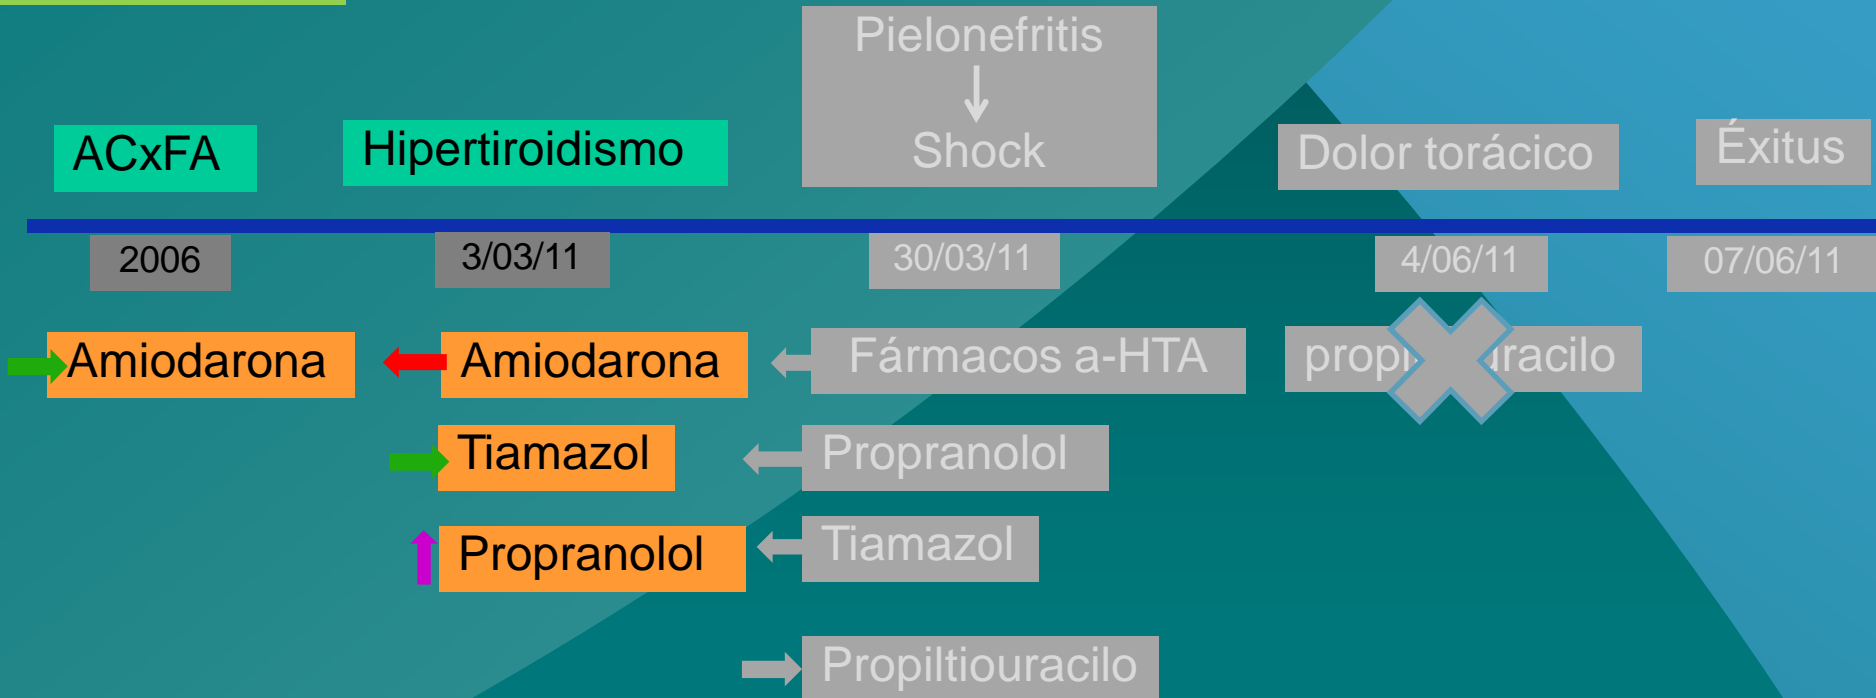 Pielonefritis
Shock
ACxFA
Hipertiroidismo
Dolor torácico
Éxitus
2006
3/03/11
30/03/11
4/06/11
07/06/11
Amiodarona
Amiodarona
Fármacos a-HTA
Tiamazol
Propranolol
Propranolol
Tiamazol
Propiltiouracilo